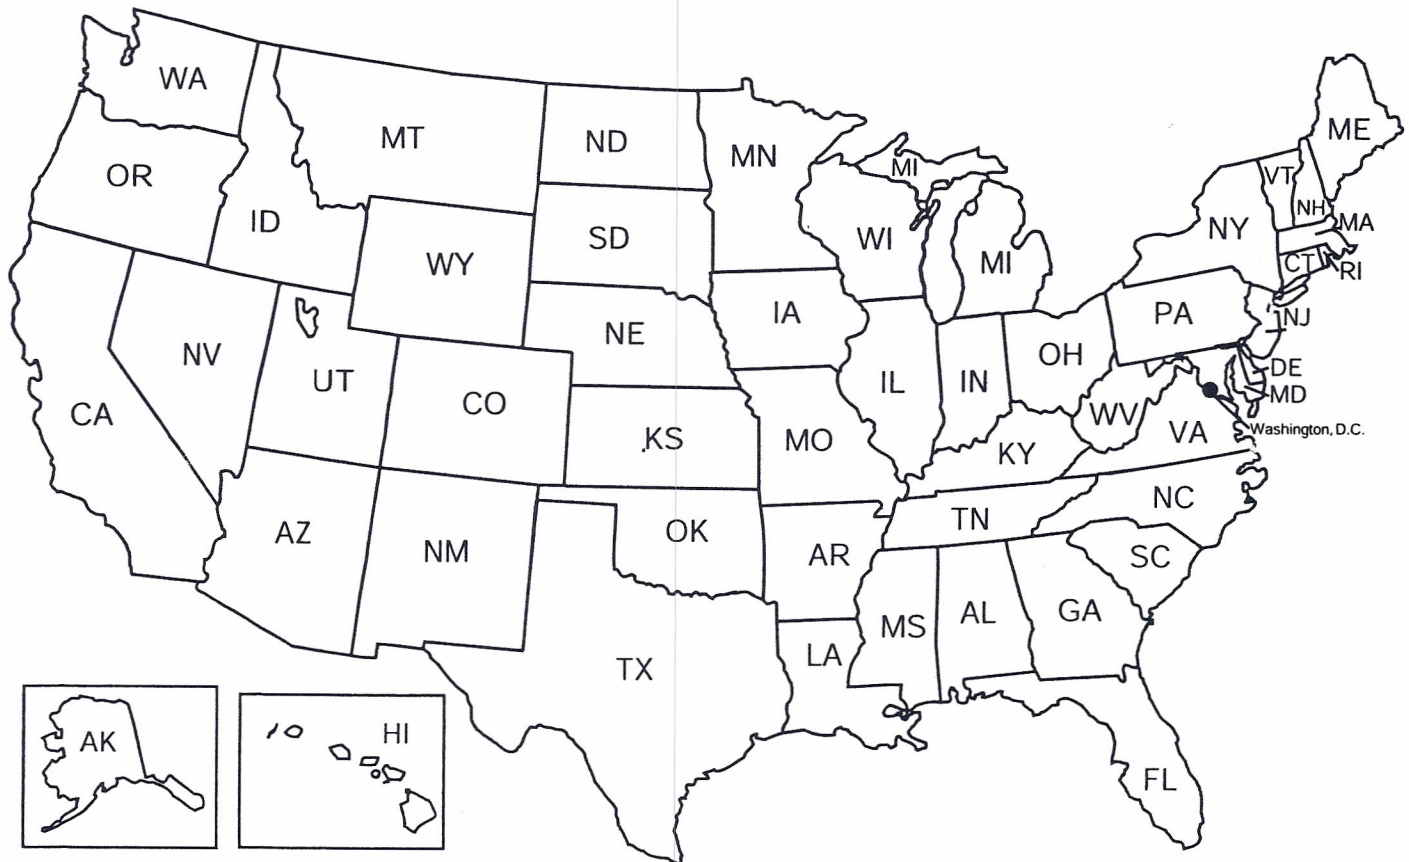 WA
MT
ND
MN
ME
OR
ID
SD
WI
MI
MI
VT
NH
NY
MA
CT
RI
WY
IA
PA
NJ
NE
NV
UT
CO
IL
IN
OH
DE
MD
CA
KS
MO
WV
VA
Washington, D.C.
KY
AZ
NM
OK
AR
TN
NC
SC
TX
LA
MS
AL
GA
AK
HI
FL